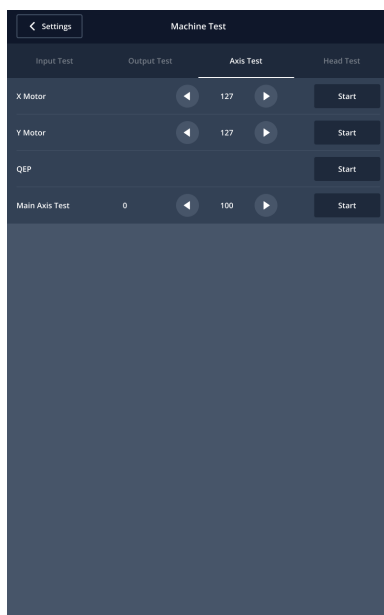 Settings Machine Test
Input Test Output Test Axis Test Head Test
X Motor 127 Start
Y Motor 127 Start
QEP Start
Main Axis Test 0 100 Start